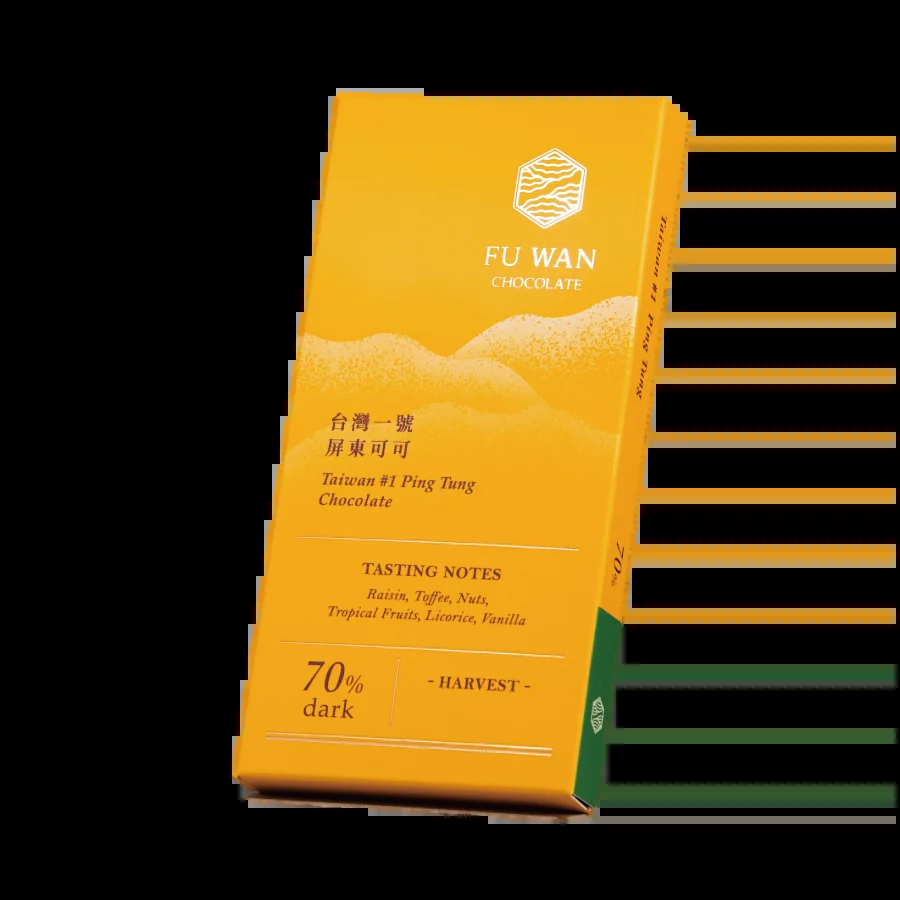 FU WAN
CHOCOLATE
台灣一號
屏東可可
Taiwan #1 Ping Tung
Chocolate
TASTING NOTES
Raisin, Toffee, Nuts,
Tropical Fruits, Licorice, Vanilla
70%
dark
- HARVEST -
Taiwan #1 Ping Tung
70%